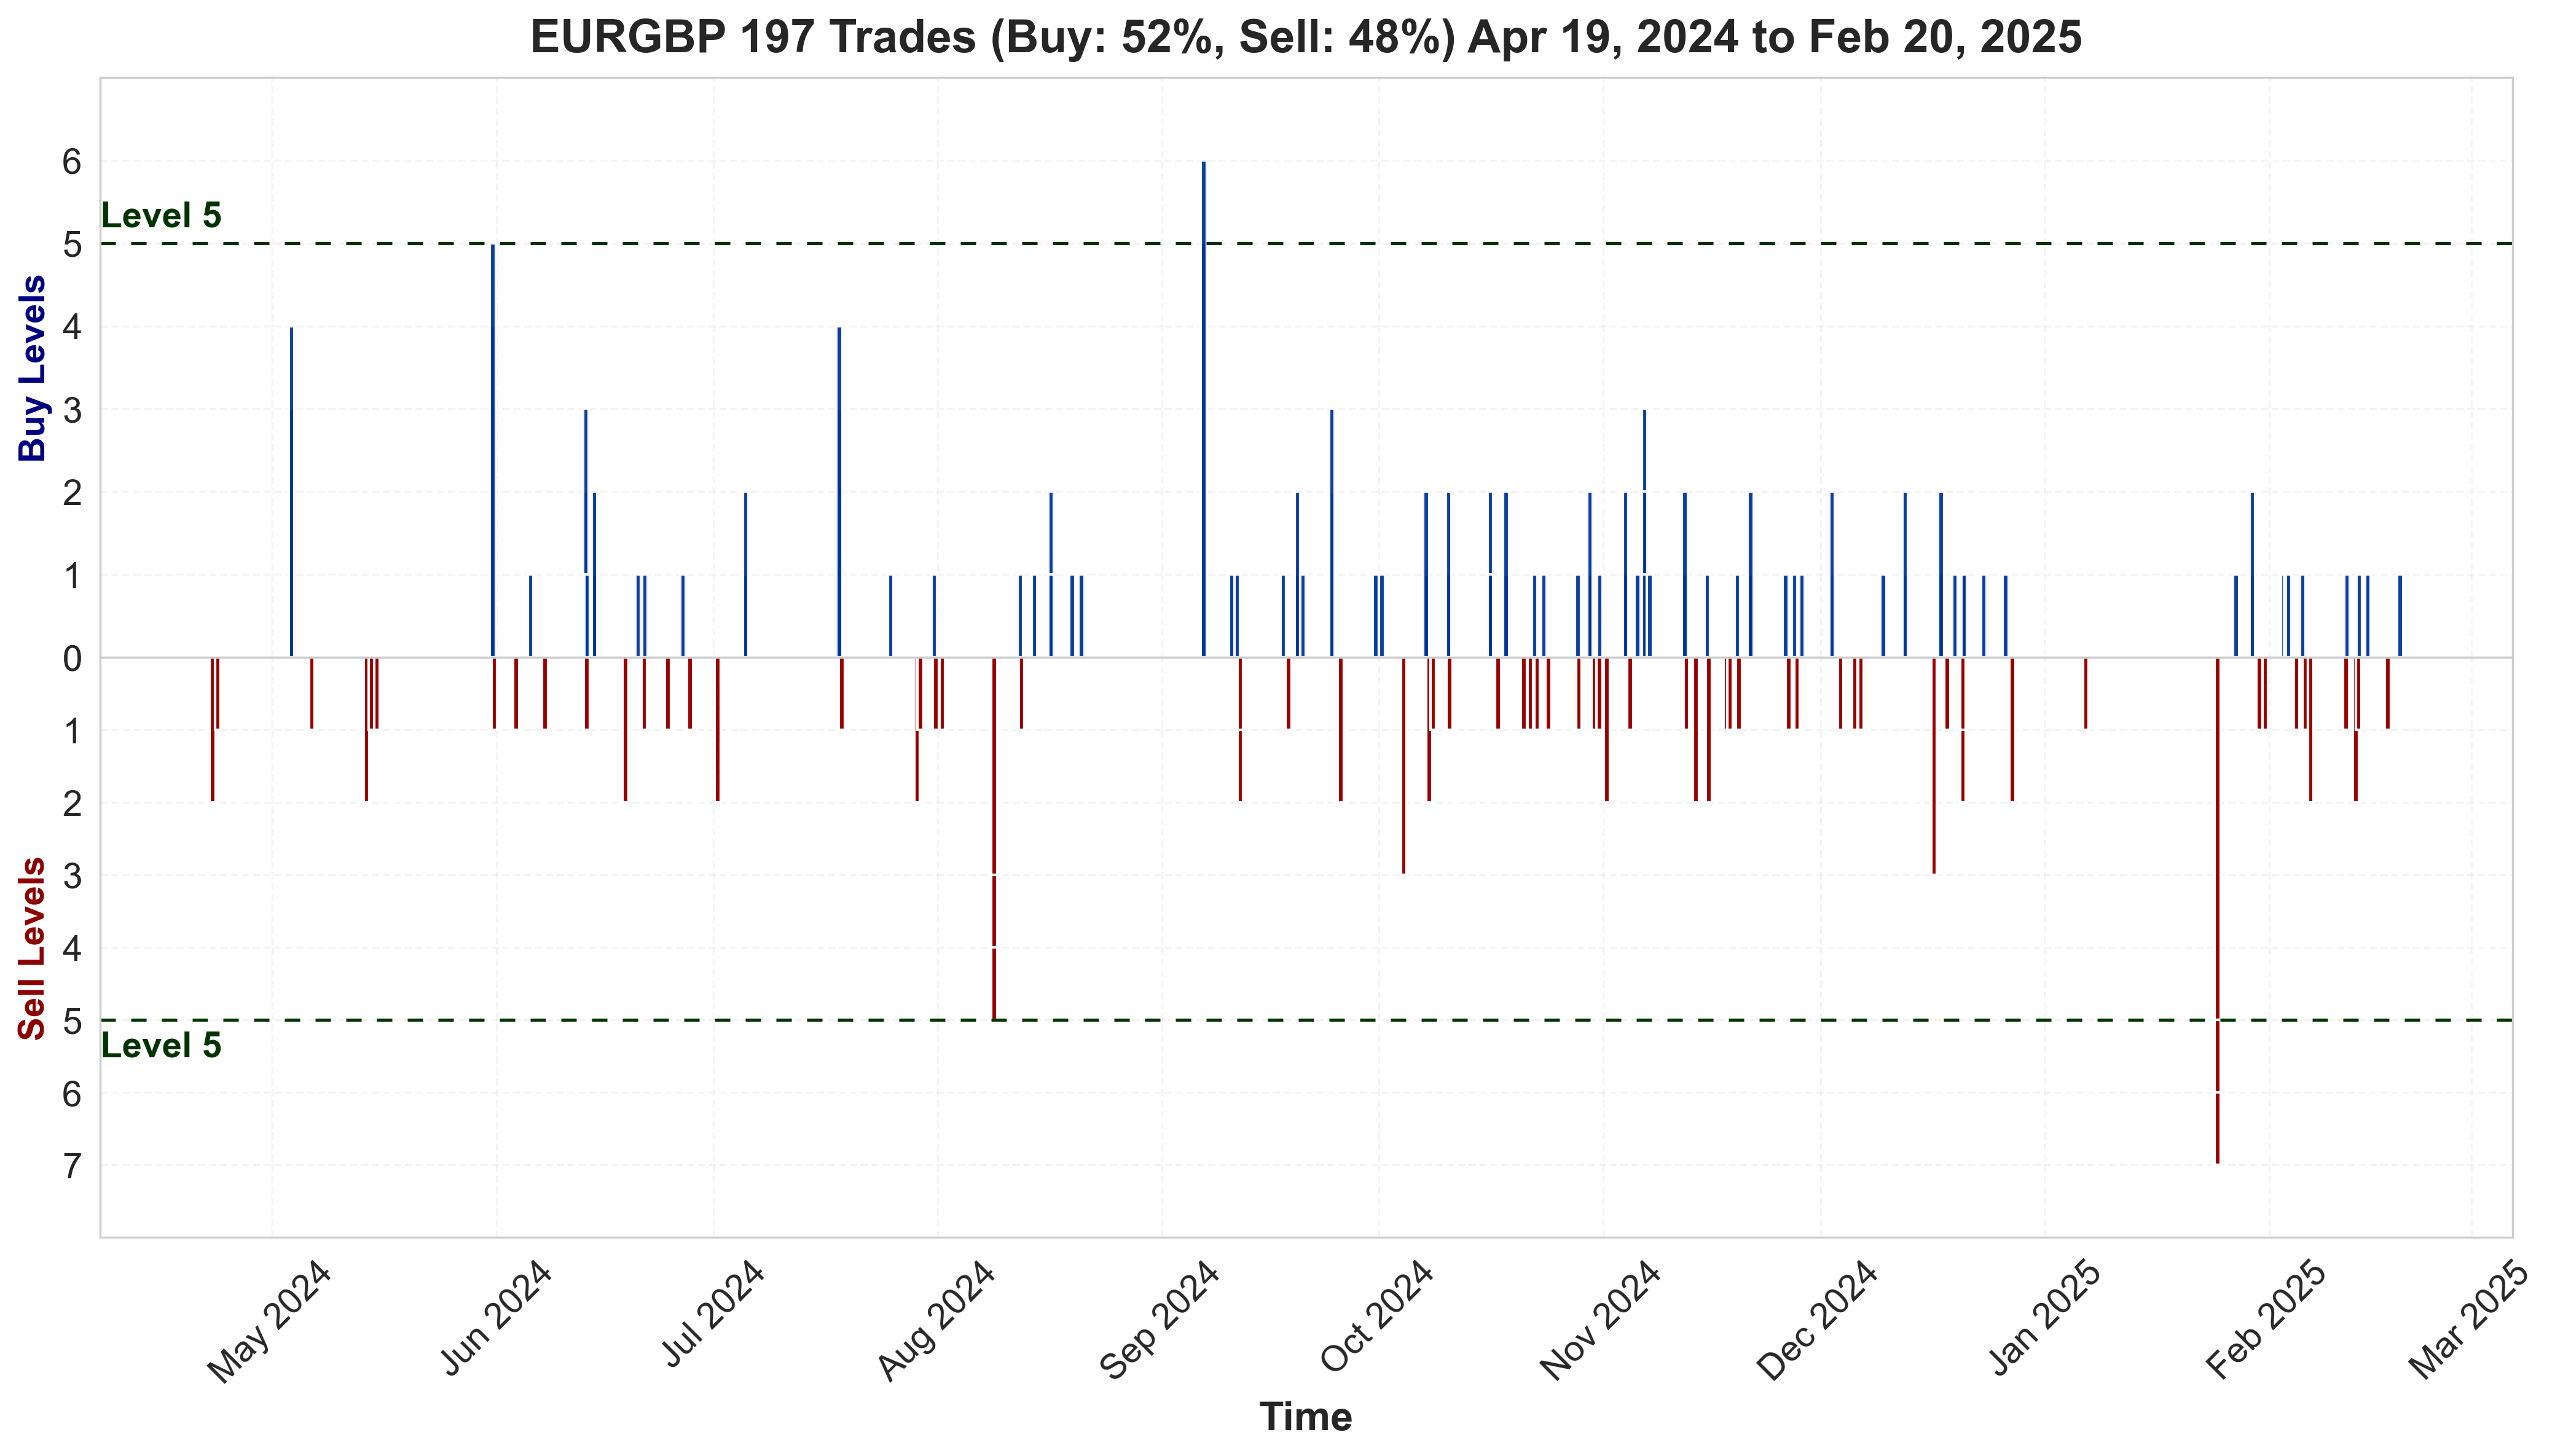 EURGBP 197 Trades (Buy: 52%, Sell: 48%) Apr 19, 2024 to Feb 20, 2025
Buy Levels
6
Level 5
5
4
3
2
1
0
1
2
3
4
5
Level 5
6
7
Sell Levels
May 2024
Jun 2024
Jul 2024
Aug 2024
Sep 2024
Oct 2024
Nov 2024
Dec 2024
Jan 2025
Feb 2025
Mar 2025
Time